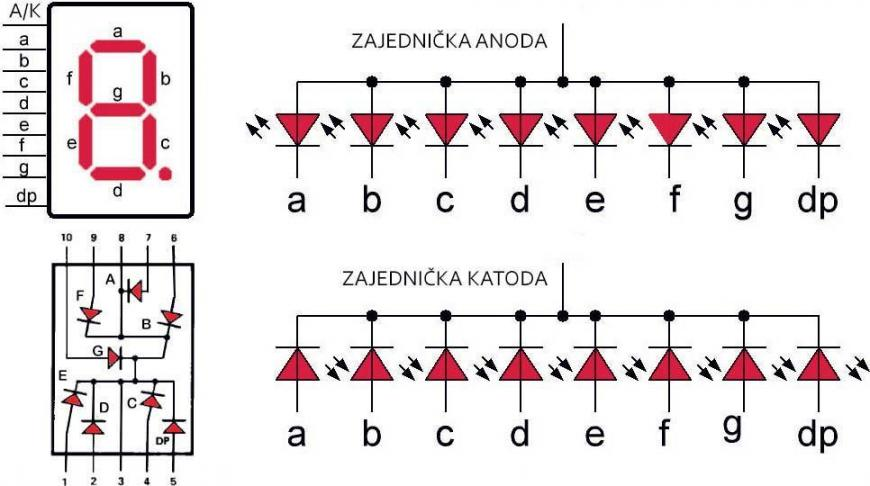 A/K
a
b
c
d
e
f
g
dp
a
f b
g
e c
d
ZAJEDNIČKA ANODA
a b c d e f g dp
10 9 8 7 6
A
F
B
G
E
D C
DP
1 2 3 4 5
ZAJEDNIČKA KATODA
a b c d e f g dp